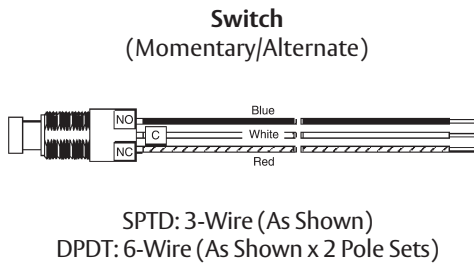 Switch
(Momentary/Alternate)
Blue
NO
C
White
NC
Red
SPTD: 3-Wire (As Shown)
DPDT: 6-Wire (As Shown x 2 Pole Sets)